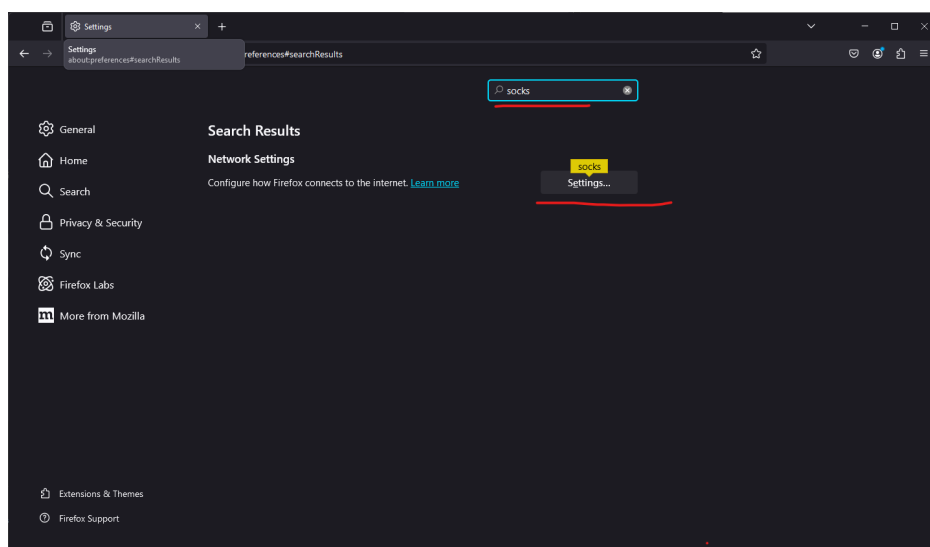 Settings
Settings
about:preferences#searchResults
references#searchResults
socks
General
Search Results
Home
Network Settings
socks
Configure how Firefox connects to the internet. Learn more
Settings...
Search
Privacy & Security
Sync
Firefox Labs
More from Mozilla
Extensions & Themes
Firefox Support